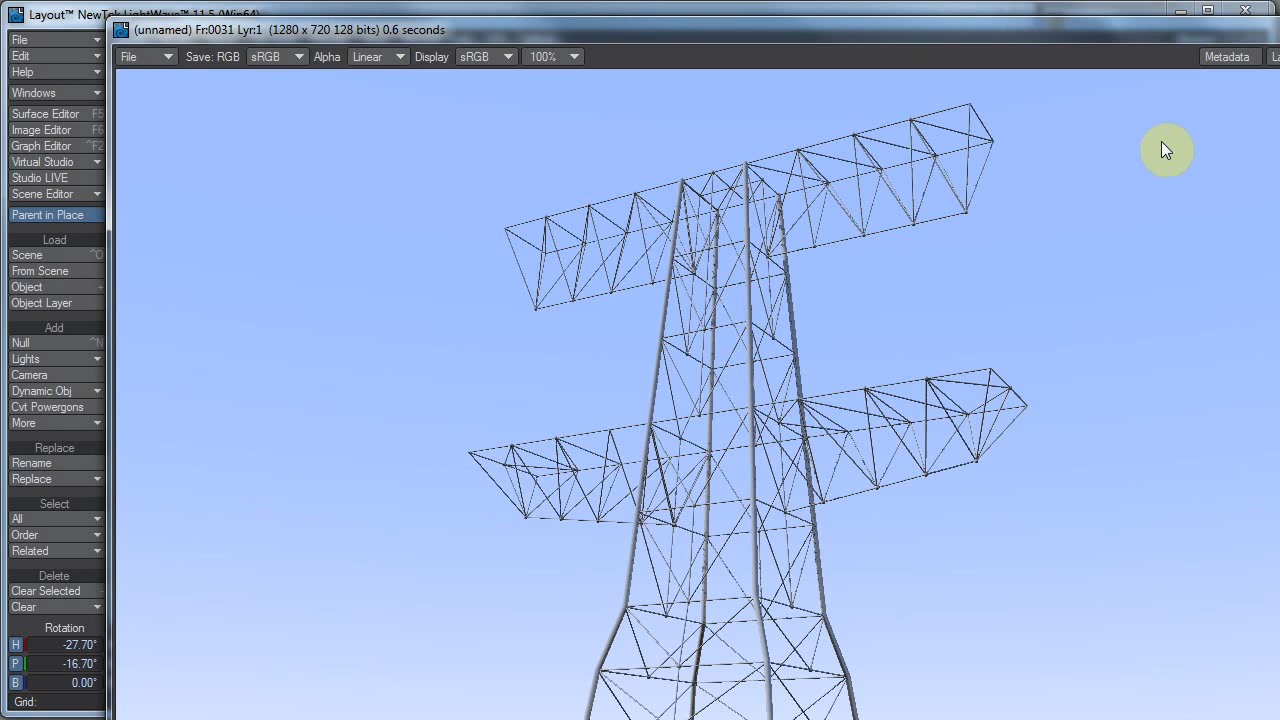 Layout™ NewTek LightWave™ 11.5 (Win64)
(unnamed) Fr:0031 Lyr:1 (1280 x 720 128 bits) 0.6 seconds
File Save: RGB sRGB Alpha Linear Display sRGB 100% Metadata
File
Edit
Help
Windows
Surface Editor F5
Image Editor F6
Graph Editor ^F2
Virtual Studio
Studio LIVE
Scene Editor
Parent in Place
Load
Scene ^O
From Scene
Object +
Object Layer
Add
Null ^N
Lights
Camera
Dynamic Obj
Cvt Powergons
More
Replace
Rename
Replace
Select
All
Order
Related
Delete
Clear Selected -
Clear
Rotation
H -27.70°
P -16.70°
B 0.00°
Grid: